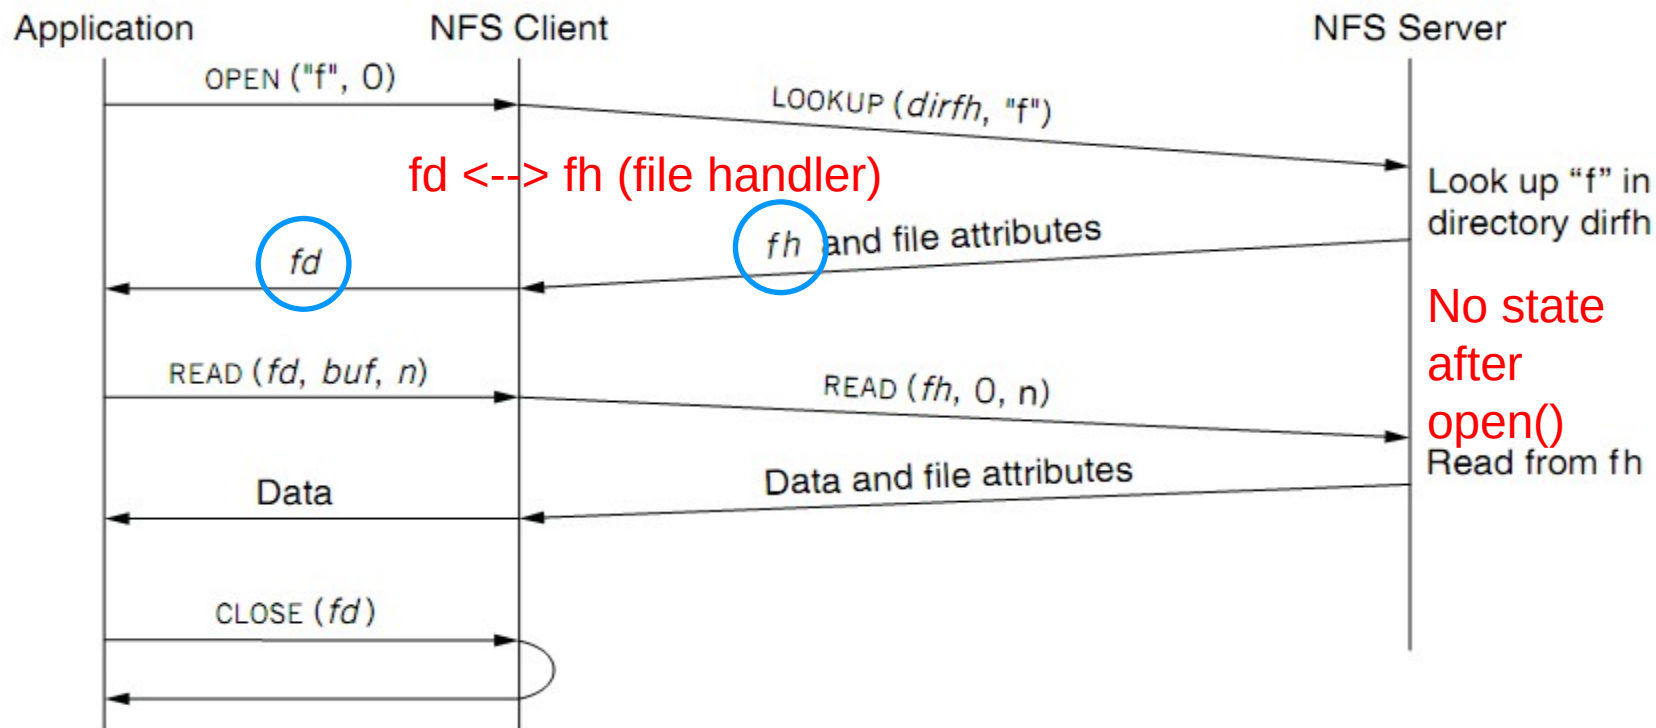 Application
NFS Client
NFS Server
OPEN ("f", 0)
LOOKUP (dirfh, "f")
fd <--> fh (file handler)
Look up “f” in
directory dirfh
fd
fh and file attributes
No state
after
open()
READ (fd, buf, n)
READ (fh, 0, n)
Read from fh
Data
Data and file attributes
CLOSE (fd)